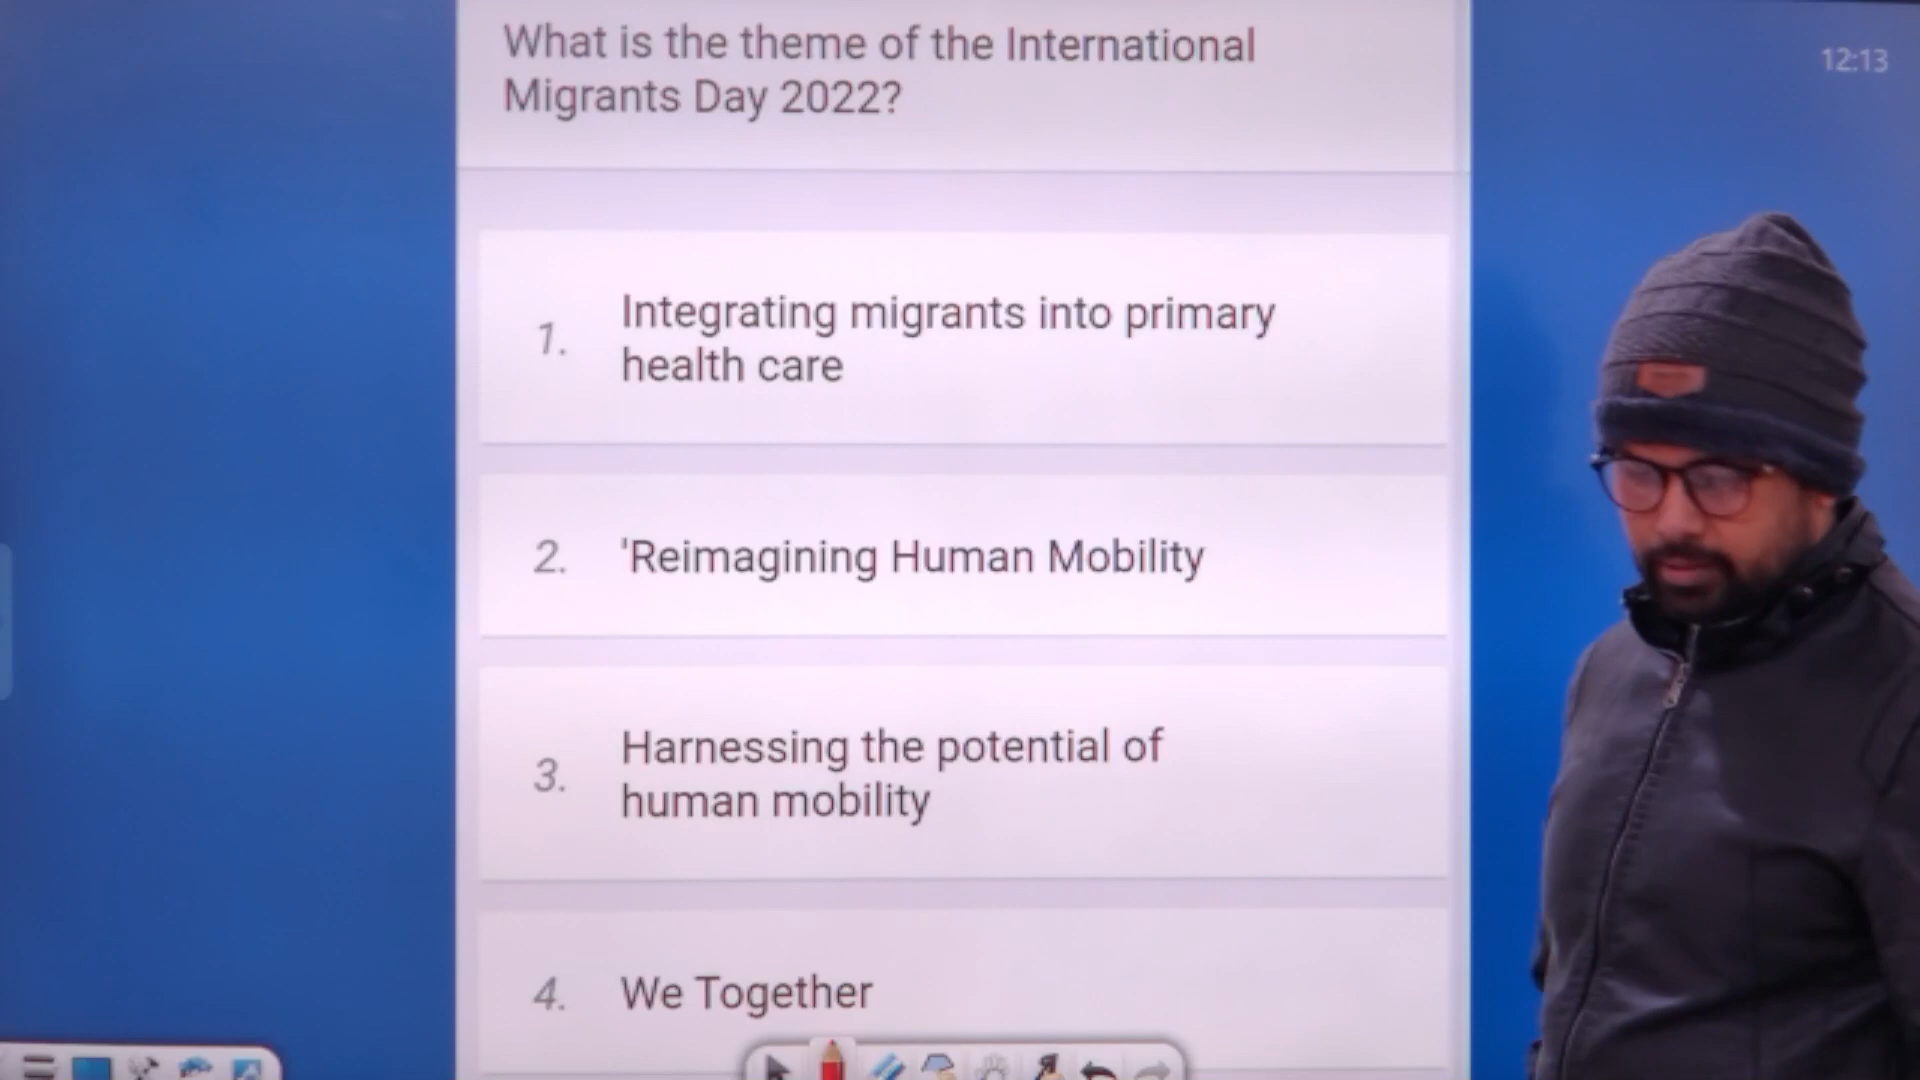 What is the theme of the International
Migrants Day 2022?
12:13
1. Integrating migrants into primary
health care
2. 'Reimagining Human Mobility
3. Harnessing the potential of
human mobility
4. We Together